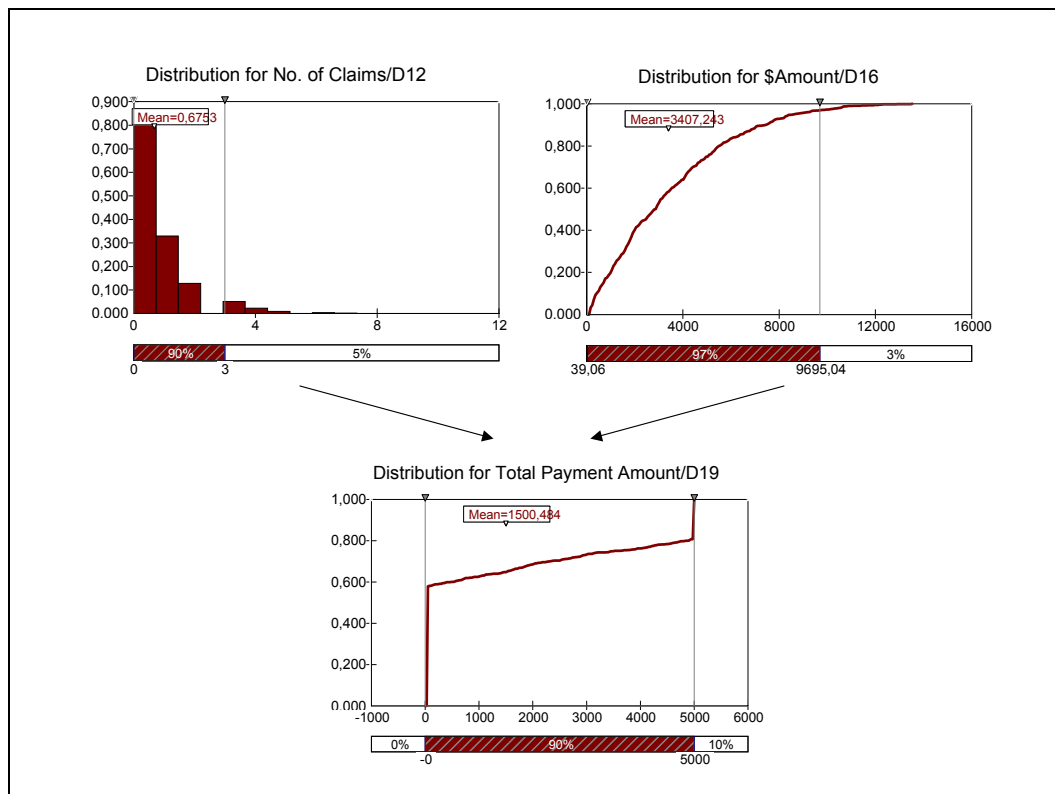 Distribution for No. of Claims/D12
0,900
0,800
0,700
0,600
0,500
0,400
0,300
0,200
0,100
0.000
Mean=0,6753
0 4 8 12
90% 5%
0 3
Distribution for $Amount/D16
1,000
0,800
0,600
0,400
0,200
0,000
Mean=3407,243
0 4000 8000 12000 16000
97% 3%
39,06 9695,04
Distribution for Total Payment Amount/D19
1,000
0,800
0,600
0,400
0,200
0.000
Mean=1500,484
-1000 0 1000 2000 3000 4000 5000 6000
0% 90% 10%
-0 5000